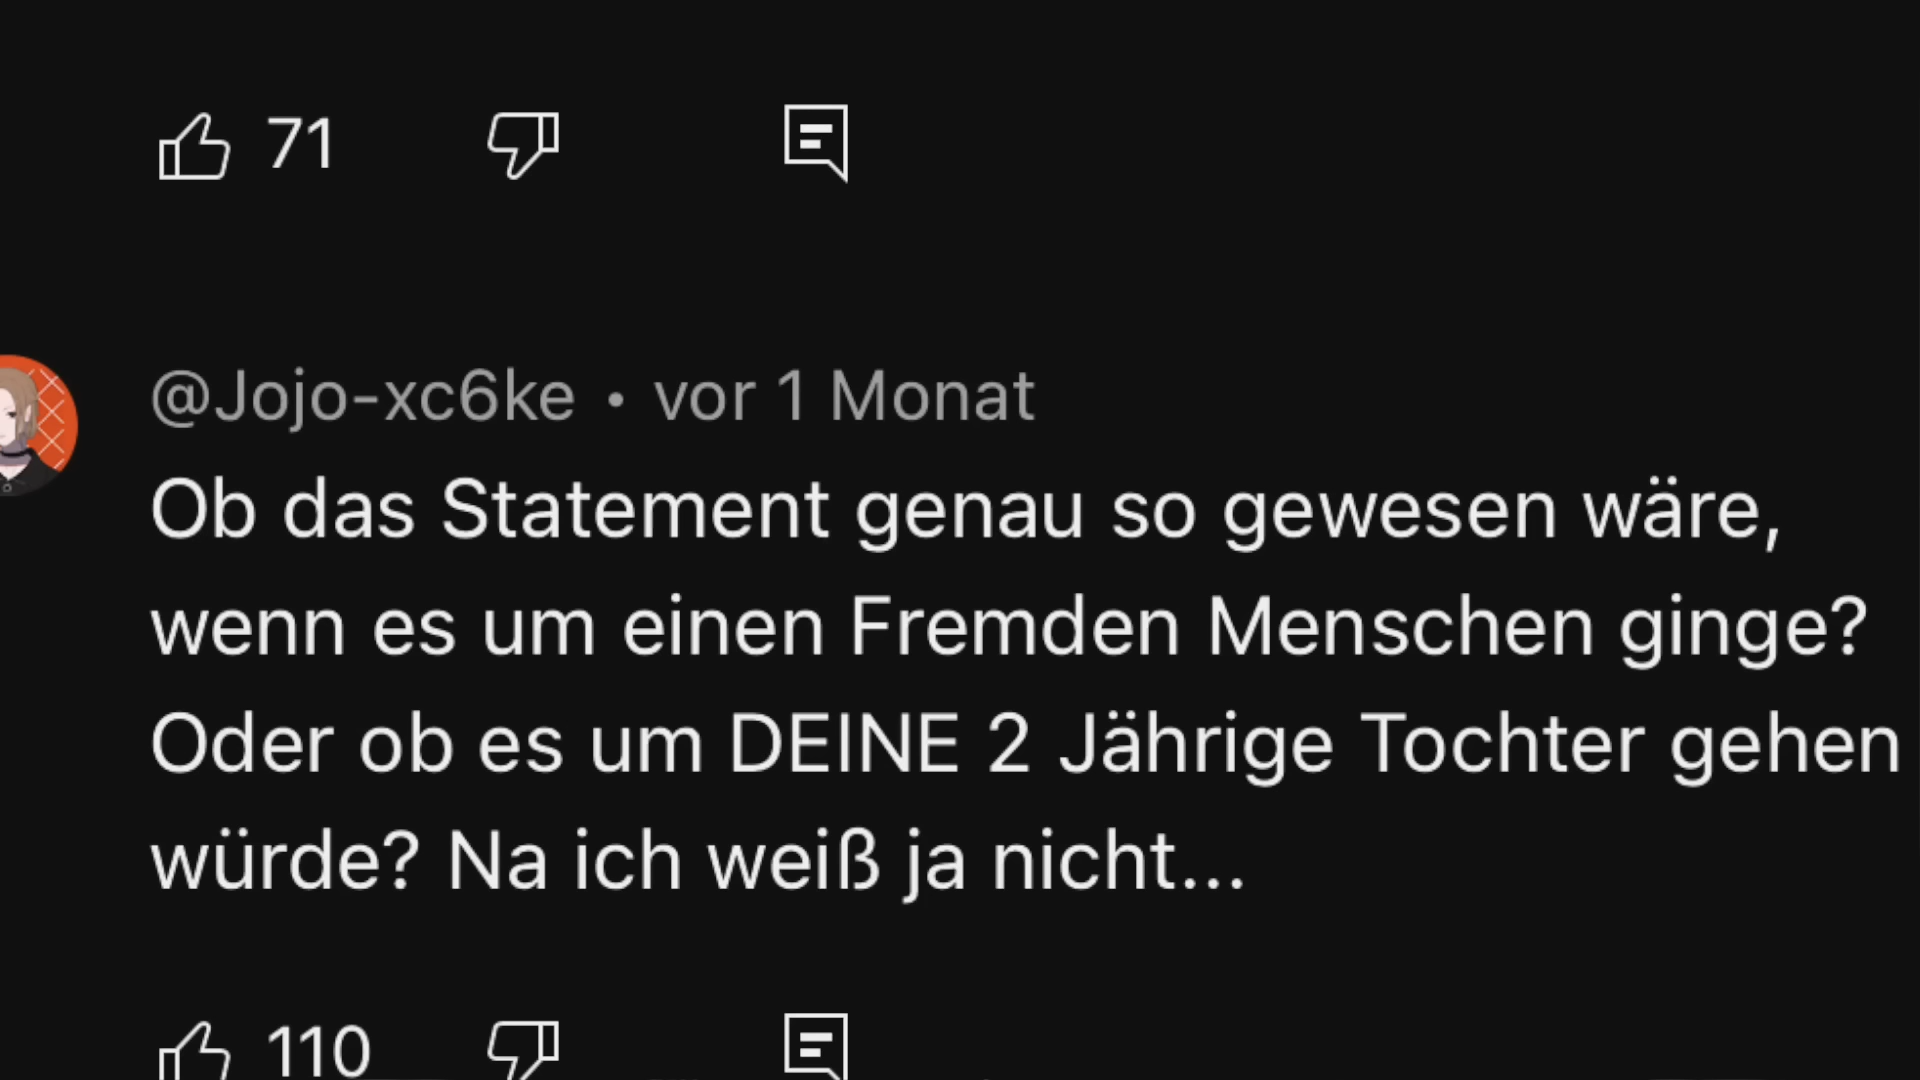 71
@Jojo-xc6ke • vor 1 Monat
Ob das Statement genau so gewesen wäre,
wenn es um einen Fremden Menschen ginge?
Oder ob es um DEINE 2 Jährige Tochter gehen
würde? Na ich weiß ja nicht...
110